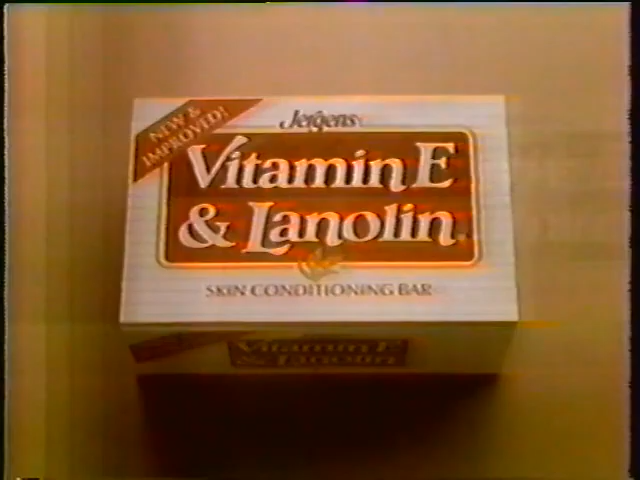 NEW &
IMPROVED!
Jergens
Vitamin E
& Lanolin
SKIN CONDITIONING BAR
Vitamin E
& Lanolin